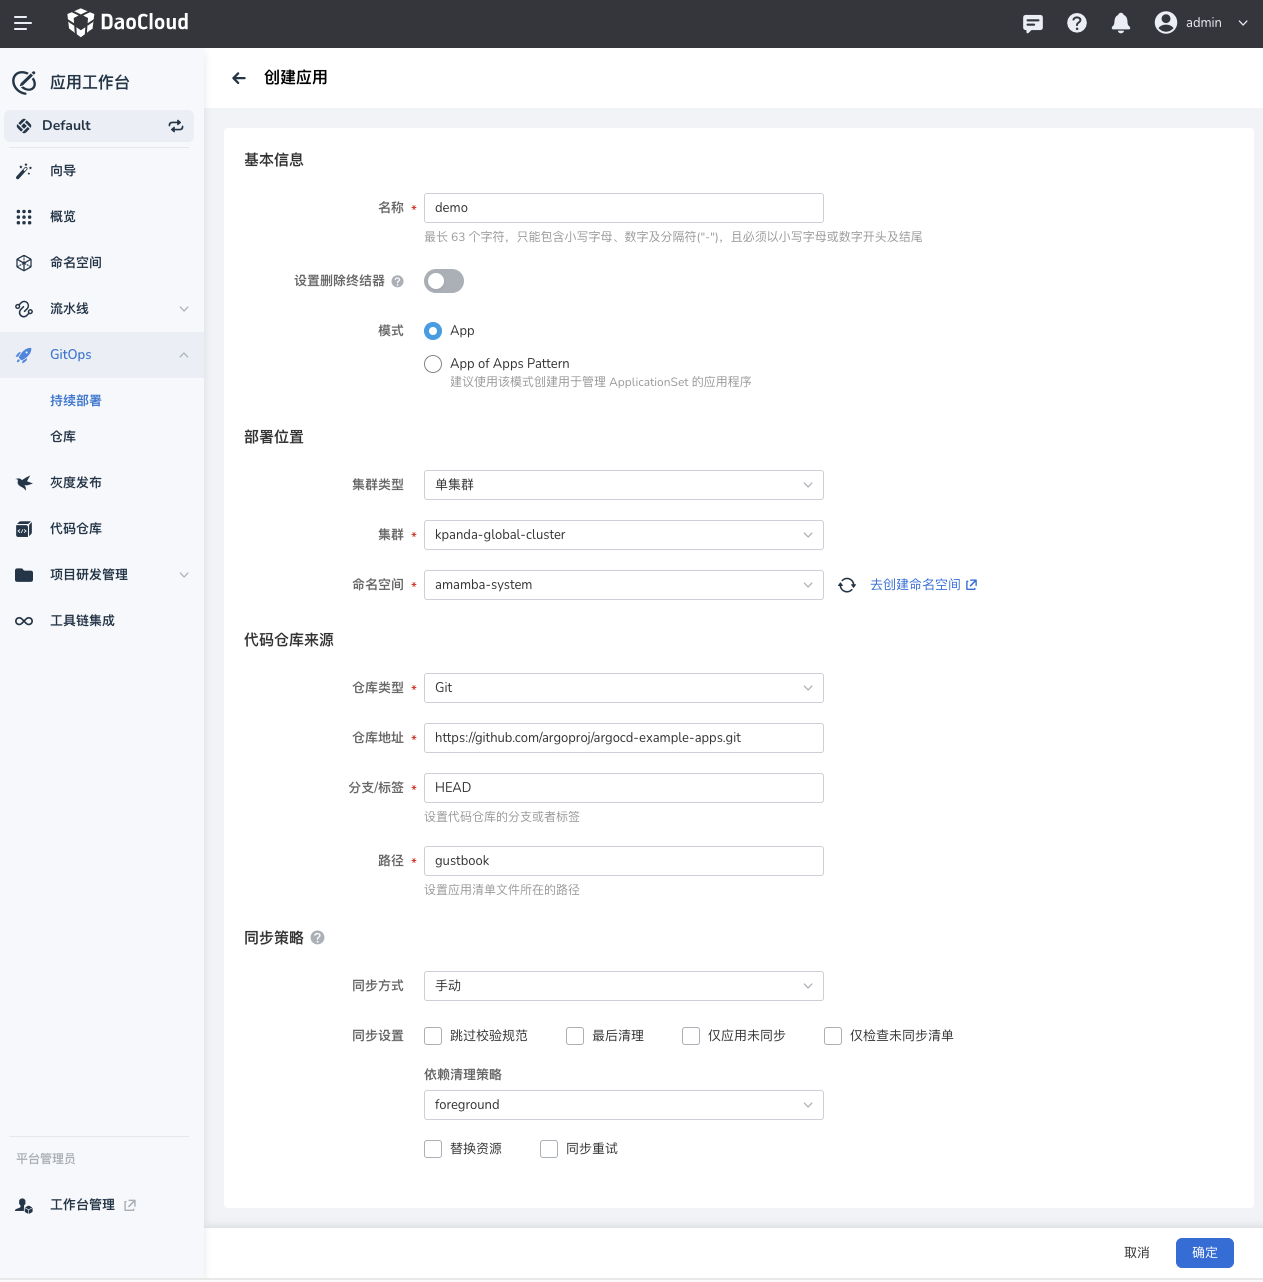 DaoCloud
admin
应用工作台
Default
向导
概览
命名空间
流水线
GitOps
持续部署
仓库
灰度发布
代码仓库
项目研发管理
工具链集成
平台管理员
工作台管理
创建应用
基本信息
名称 * demo
最长 63 个字符，只能包含小写字母、数字及分隔符("-")，且必须以小写字母或数字开头及结尾
设置删除终结器
模式 App
App of Apps Pattern
建议使用该模式创建用于管理 ApplicationSet 的应用程序
部署位置
集群类型 单集群
集群 * kpanda-global-cluster
命名空间 * amamba-system 去创建命名空间
代码仓库来源
仓库类型 * Git
仓库地址 * https://github.com/argoproj/argocd-example-apps.git
分支/标签 * HEAD
设置代码仓库的分支或者标签
路径 * gustbook
设置应用清单文件所在的路径
同步策略
同步方式 手动
同步设置 跳过校验规范 最后清理 仅应用未同步 仅检查未同步清单
依赖清理策略
foreground
替换资源 同步重试
取消 确定